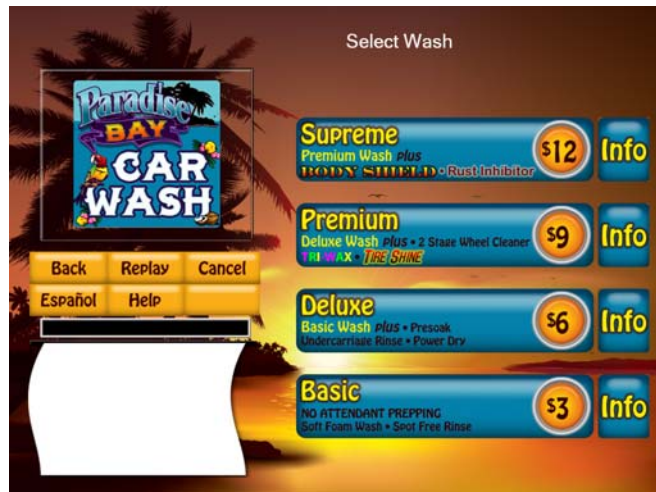 Select Wash
Paradise
BAY
CAR
WASH
Back Replay Cancel
Español Help
Supreme
Premium Wash plus
BODY SHIELD • Rust Inhibitor
$12
Info
Premium
Deluxe Wash plus • 2 Stage Wheel Cleaner
TRI-WAX • TIRE SHINE
$9
Info
Deluxe
Basic Wash plus • Presoak
Undercarriage Rinse • Power Dry
$6
Info
Basic
NO ATTENDANT PREPPING
Soft Foam Wash • Spot Free Rinse
$3
Info